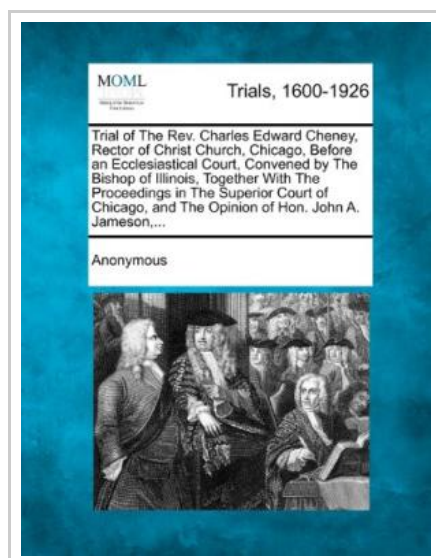 MOML
Trials, 1600-1926
Trial of The Rev. Charles Edward Cheney,
Rector of Christ Church, Chicago, Before
an Ecclesiastical Court, Convened by The
Bishop of Illinois, Together With The
Proceedings in The Superior Court of
Chicago, and The Opinion of Hon. John A.
Jameson,...
Anonymous